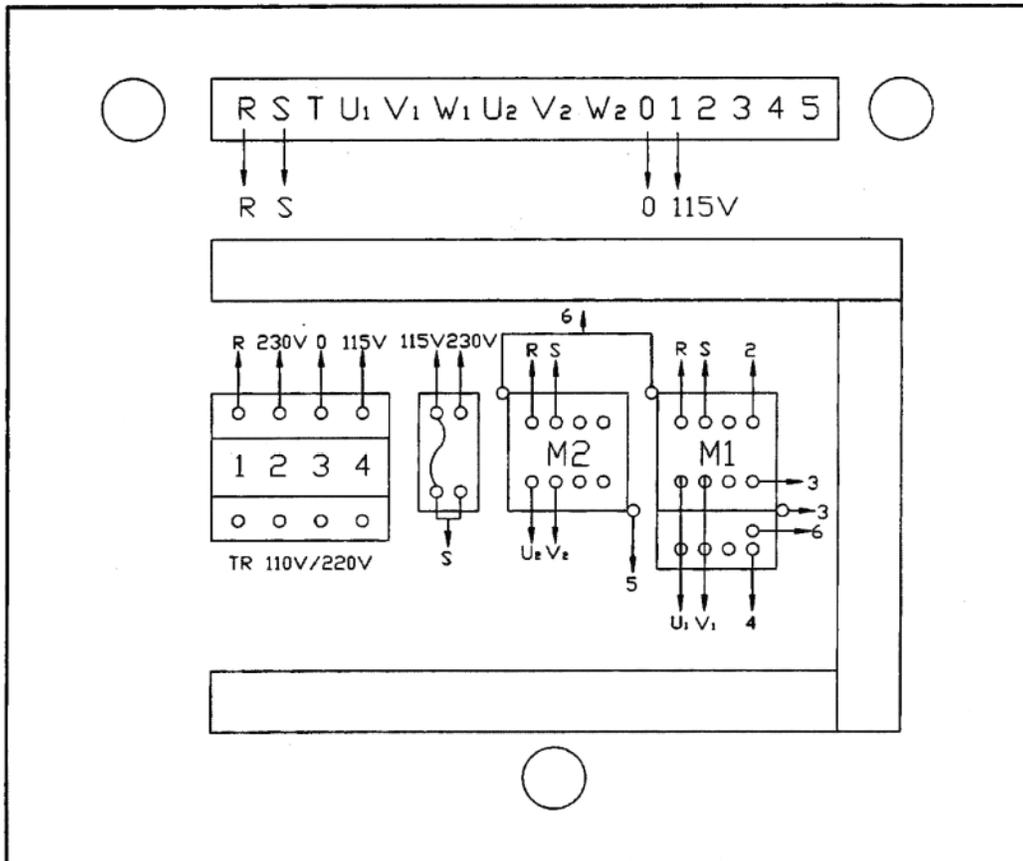 R S T U1 V1 W1 U2 V2 W2 0 1 2 3 4 5
R S 0 115V
6
R 230V 0 115V 115V 230V R S R S 2
1 2 3 4 M2 M1
3
3
6
TR 110V/220V S U2 V2
5
U1 V1 4